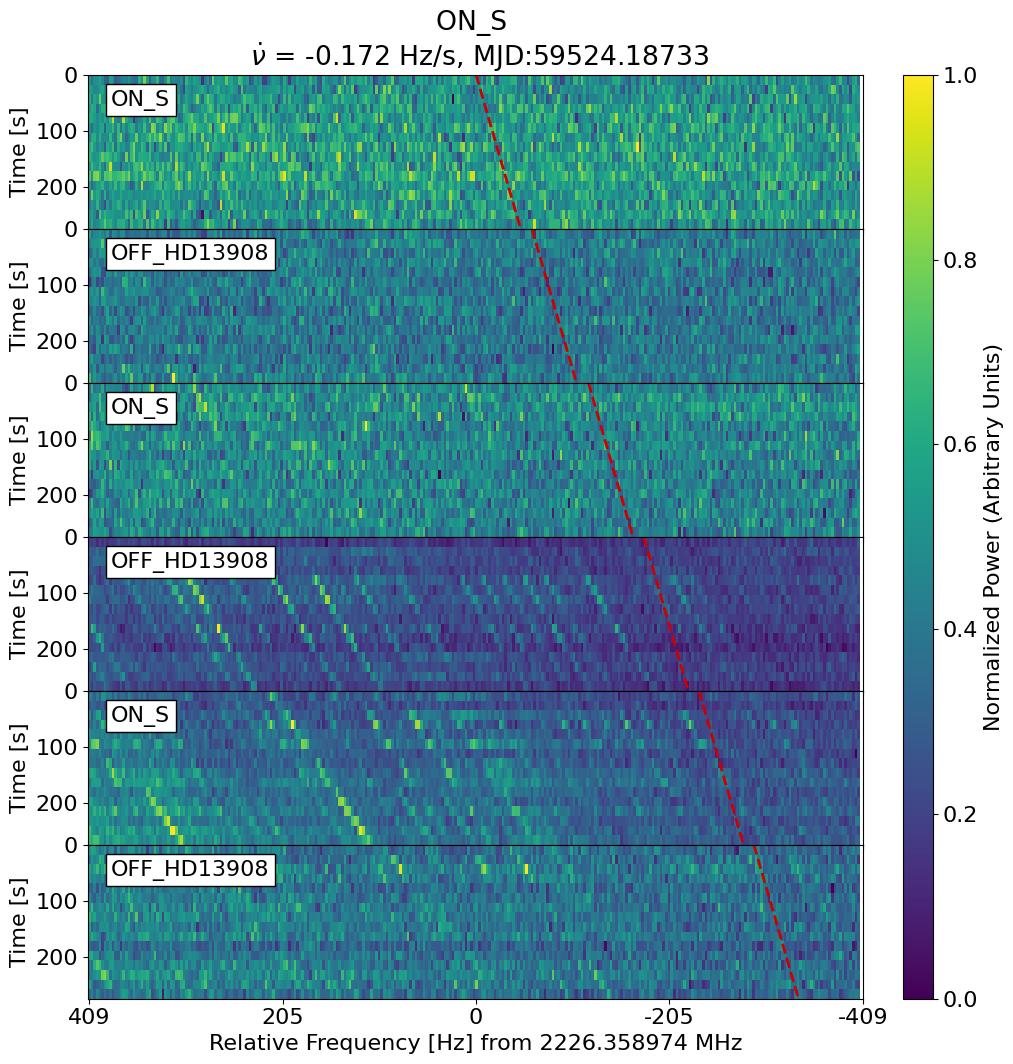 ON_S
ν̇ = -0.172 Hz/s, MJD:59524.18733
0
100
200
Time [s]
ON_S
0
100
200
Time [s]
OFF_HD13908
0
100
200
Time [s]
ON_S
0
100
200
Time [s]
OFF_HD13908
0
100
200
Time [s]
ON_S
0
100
200
Time [s]
OFF_HD13908
409 205 0 -205 -409
Relative Frequency [Hz] from 2226.358974 MHz
1.0
0.8
0.6
0.4
0.2
0.0
Normalized Power (Arbitrary Units)